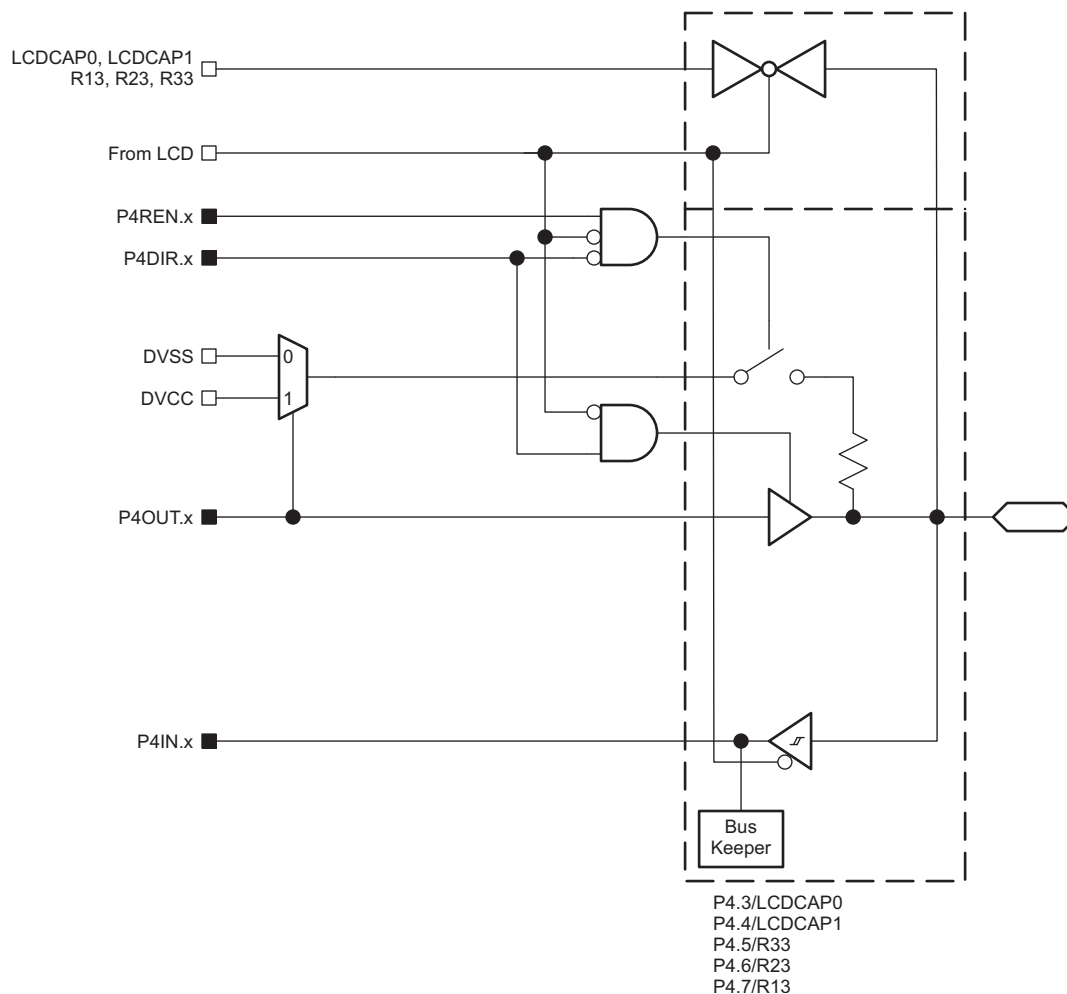 LCDCAP0, LCDCAP1
R13, R23, R33
From LCD
P4REN.x
P4DIR.x
DVSS
0
DVCC
1
P4OUT.x
P4IN.x
Bus
Keeper
P4.3/LCDCAP0
P4.4/LCDCAP1
P4.5/R33
P4.6/R23
P4.7/R13